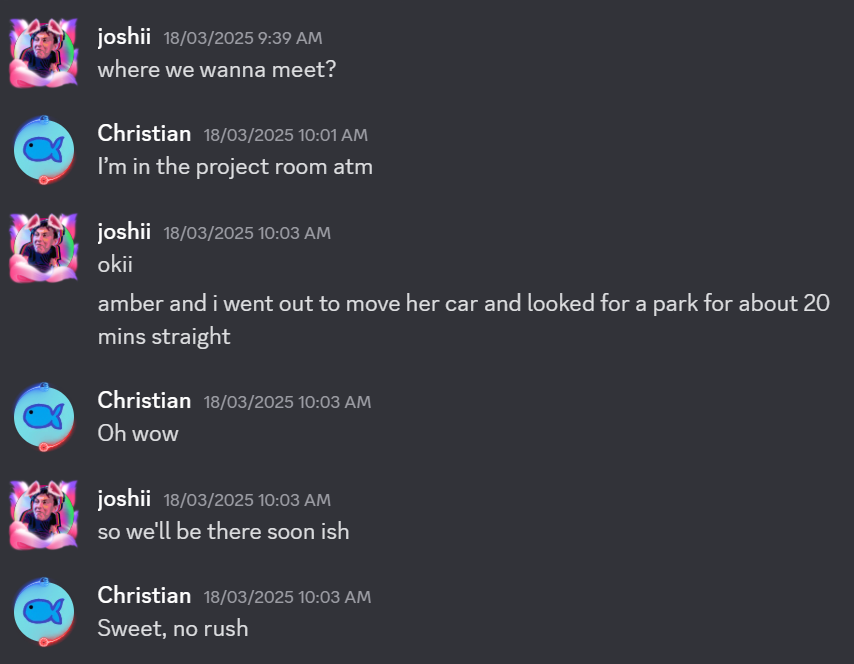 joshii 18/03/2025 9:39 AM
where we wanna meet?
Christian 18/03/2025 10:01 AM
I’m in the project room atm
joshii 18/03/2025 10:03 AM
okii
amber and i went out to move her car and looked for a park for about 20
mins straight
Christian 18/03/2025 10:03 AM
Oh wow
joshii 18/03/2025 10:03 AM
so we'll be there soon ish
Christian 18/03/2025 10:03 AM
Sweet, no rush